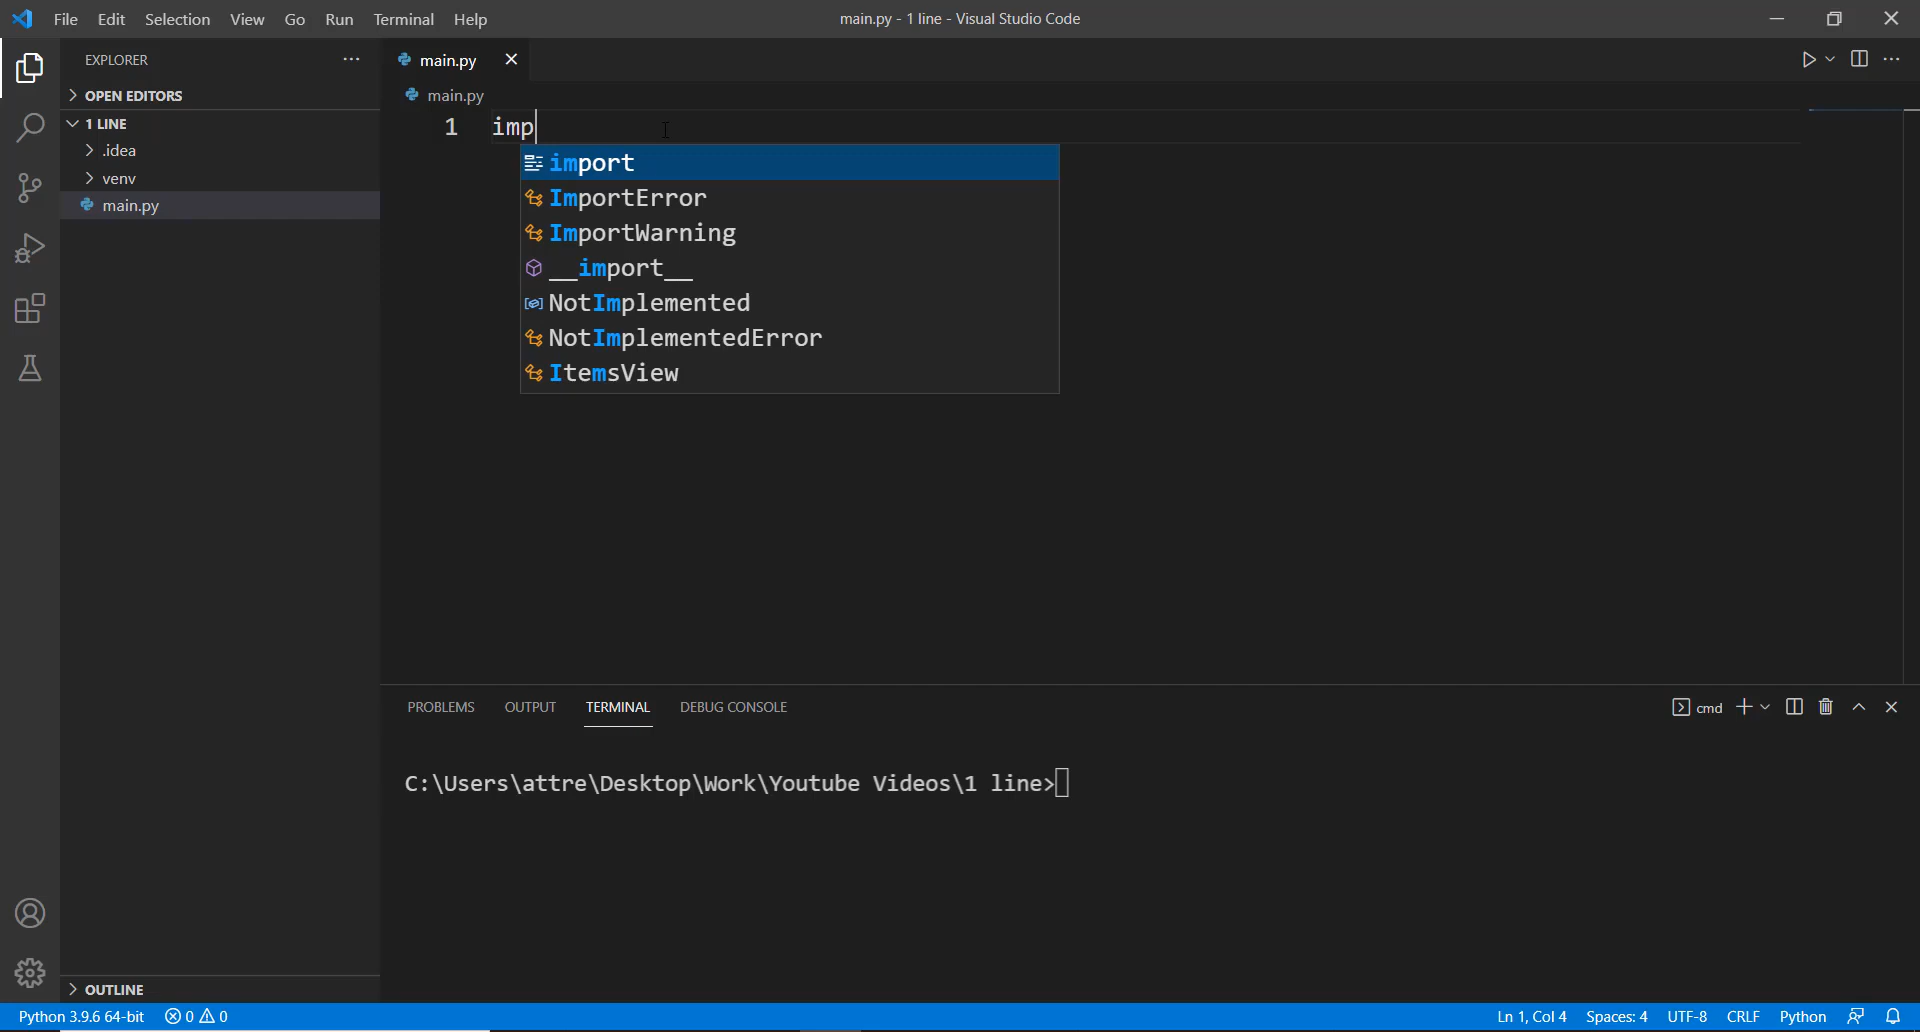 File Edit Selection View Go Run Terminal Help
main.py - 1 line - Visual Studio Code
EXPLORER
OPEN EDITORS
1 LINE
.idea
venv
main.py
OUTLINE
main.py
main.py
1 imp
import
ImportError
ImportWarning
__import__
NotImplemented
NotImplementedError
ItemsView
PROBLEMS OUTPUT TERMINAL DEBUG CONSOLE
cmd
C:\Users\attre\Desktop\Work\Youtube Videos\1 line>
Python 3.9.6 64-bit 0 0 Ln 1, Col 4 Spaces: 4 UTF-8 CRLF Python